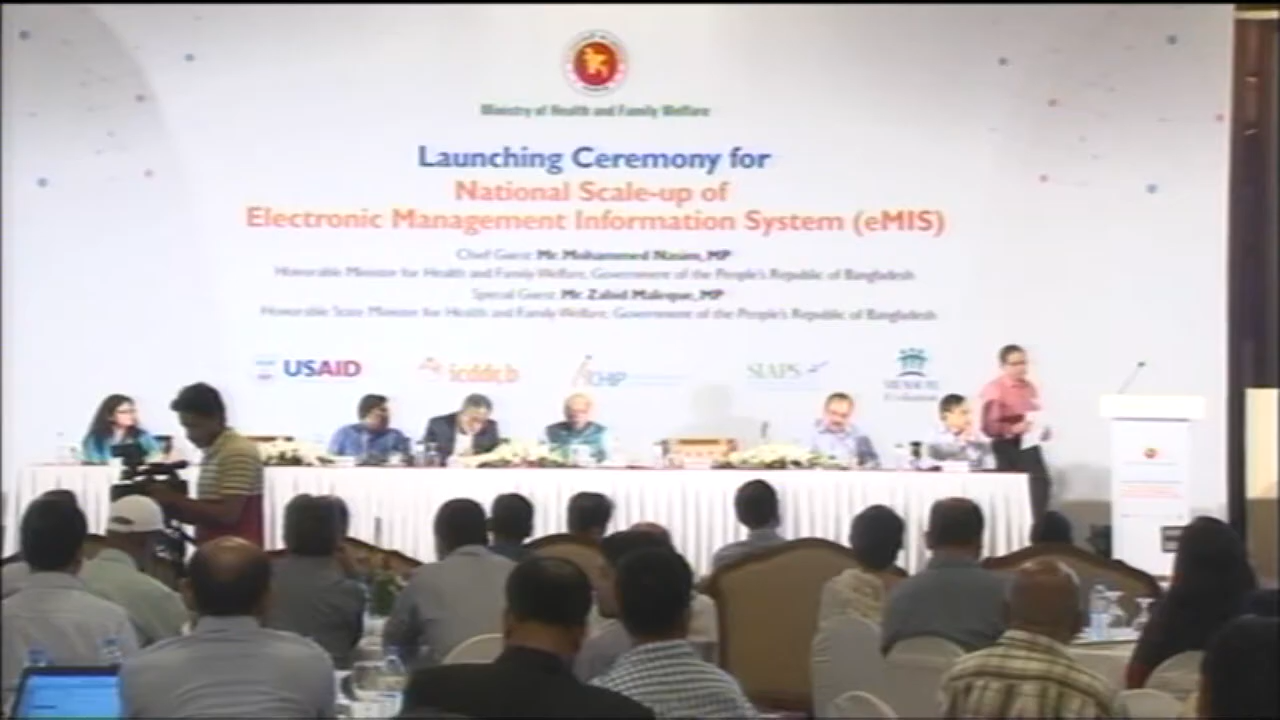 Ministry of Health and Family Welfare
Launching Ceremony for
National Scale-up of
Electronic Management Information System (eMIS)
Chief Guest: Mr. Mohammed Nasim, MP
Honorable Minister for Health and Family Welfare, Government of the People's Republic of Bangladesh
Special Guest: Mr. Zahid Maleque, MP
Honorable State Minister for Health and Family Welfare, Government of the People's Republic of Bangladesh
USAID
icddr,b
SIAPS
MEASURE
Evaluation